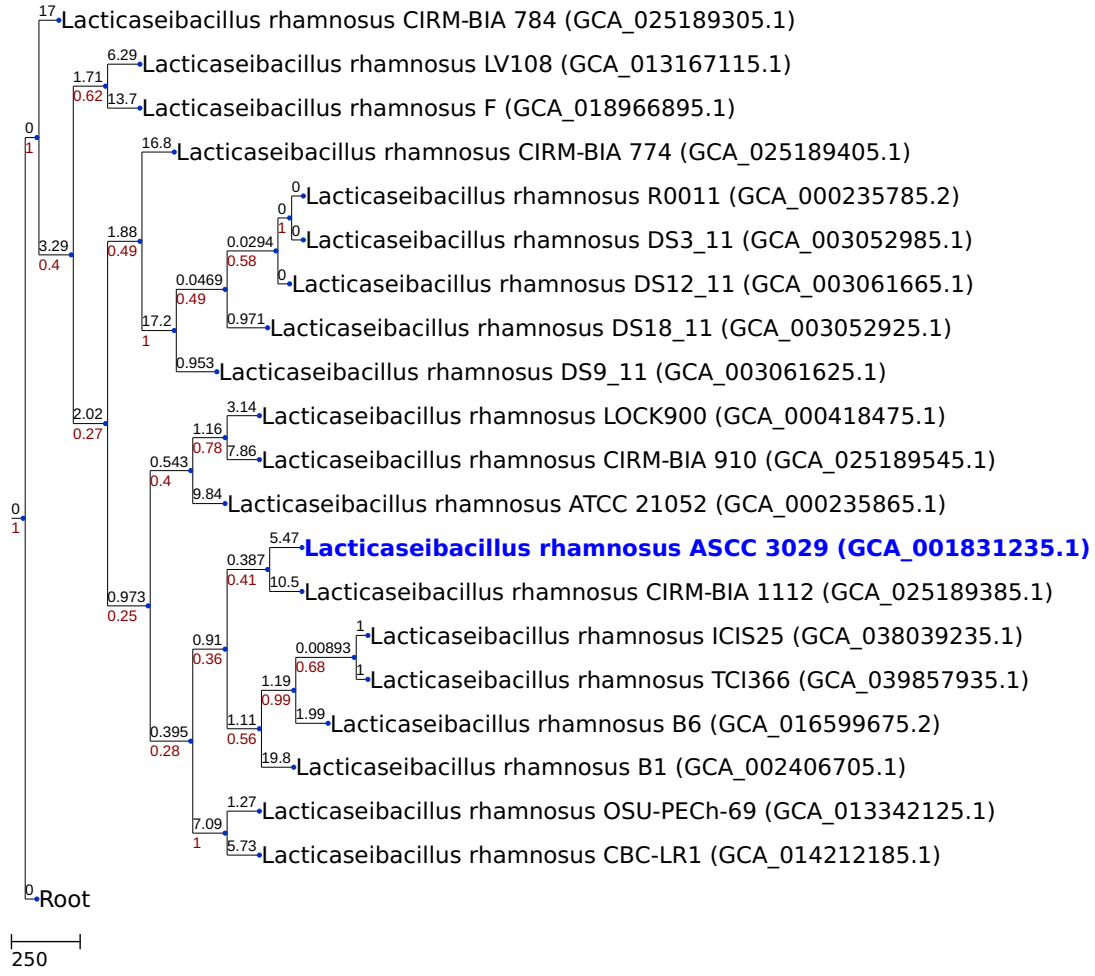 17
Lacticaseibacillus rhamnosus CIRM-BIA 784 (GCA_025189305.1)
6.29
Lacticaseibacillus rhamnosus LV108 (GCA_013167115.1)
1.71
0.62
13.7
Lacticaseibacillus rhamnosus F (GCA_018966895.1)
0
1
16.8
Lacticaseibacillus rhamnosus CIRM-BIA 774 (GCA_025189405.1)
0
Lacticaseibacillus rhamnosus R0011 (GCA_000235785.2)
0
1
0
Lacticaseibacillus rhamnosus DS3_11 (GCA_003052985.1)
1.88
0.49
0.0294
0.58
3.29
0.4
0
Lacticaseibacillus rhamnosus DS12_11 (GCA_003061665.1)
0.0469
0.49
0.971
Lacticaseibacillus rhamnosus DS18_11 (GCA_003052925.1)
17.2
1
0.953
Lacticaseibacillus rhamnosus DS9_11 (GCA_003061625.1)
2.02
0.27
3.14
Lacticaseibacillus rhamnosus LOCK900 (GCA_000418475.1)
1.16
0.78
7.86
Lacticaseibacillus rhamnosus CIRM-BIA 910 (GCA_025189545.1)
0.543
0.4
9.84
Lacticaseibacillus rhamnosus ATCC 21052 (GCA_000235865.1)
0
1
5.47
Lacticaseibacillus rhamnosus ASCC 3029 (GCA_001831235.1)
0.387
0.41
10.5
Lacticaseibacillus rhamnosus CIRM-BIA 1112 (GCA_025189385.1)
0.973
0.25
0.91
0.36
1
Lacticaseibacillus rhamnosus ICIS25 (GCA_038039235.1)
0.00893
0.68
1
Lacticaseibacillus rhamnosus TCI366 (GCA_039857935.1)
1.19
0.99
1.99
Lacticaseibacillus rhamnosus B6 (GCA_016599675.2)
1.11
0.56
0.395
0.28
19.8
Lacticaseibacillus rhamnosus B1 (GCA_002406705.1)
1.27
Lacticaseibacillus rhamnosus OSU-PECh-69 (GCA_013342125.1)
7.09
1
5.73
Lacticaseibacillus rhamnosus CBC-LR1 (GCA_014212185.1)
0
Root
250